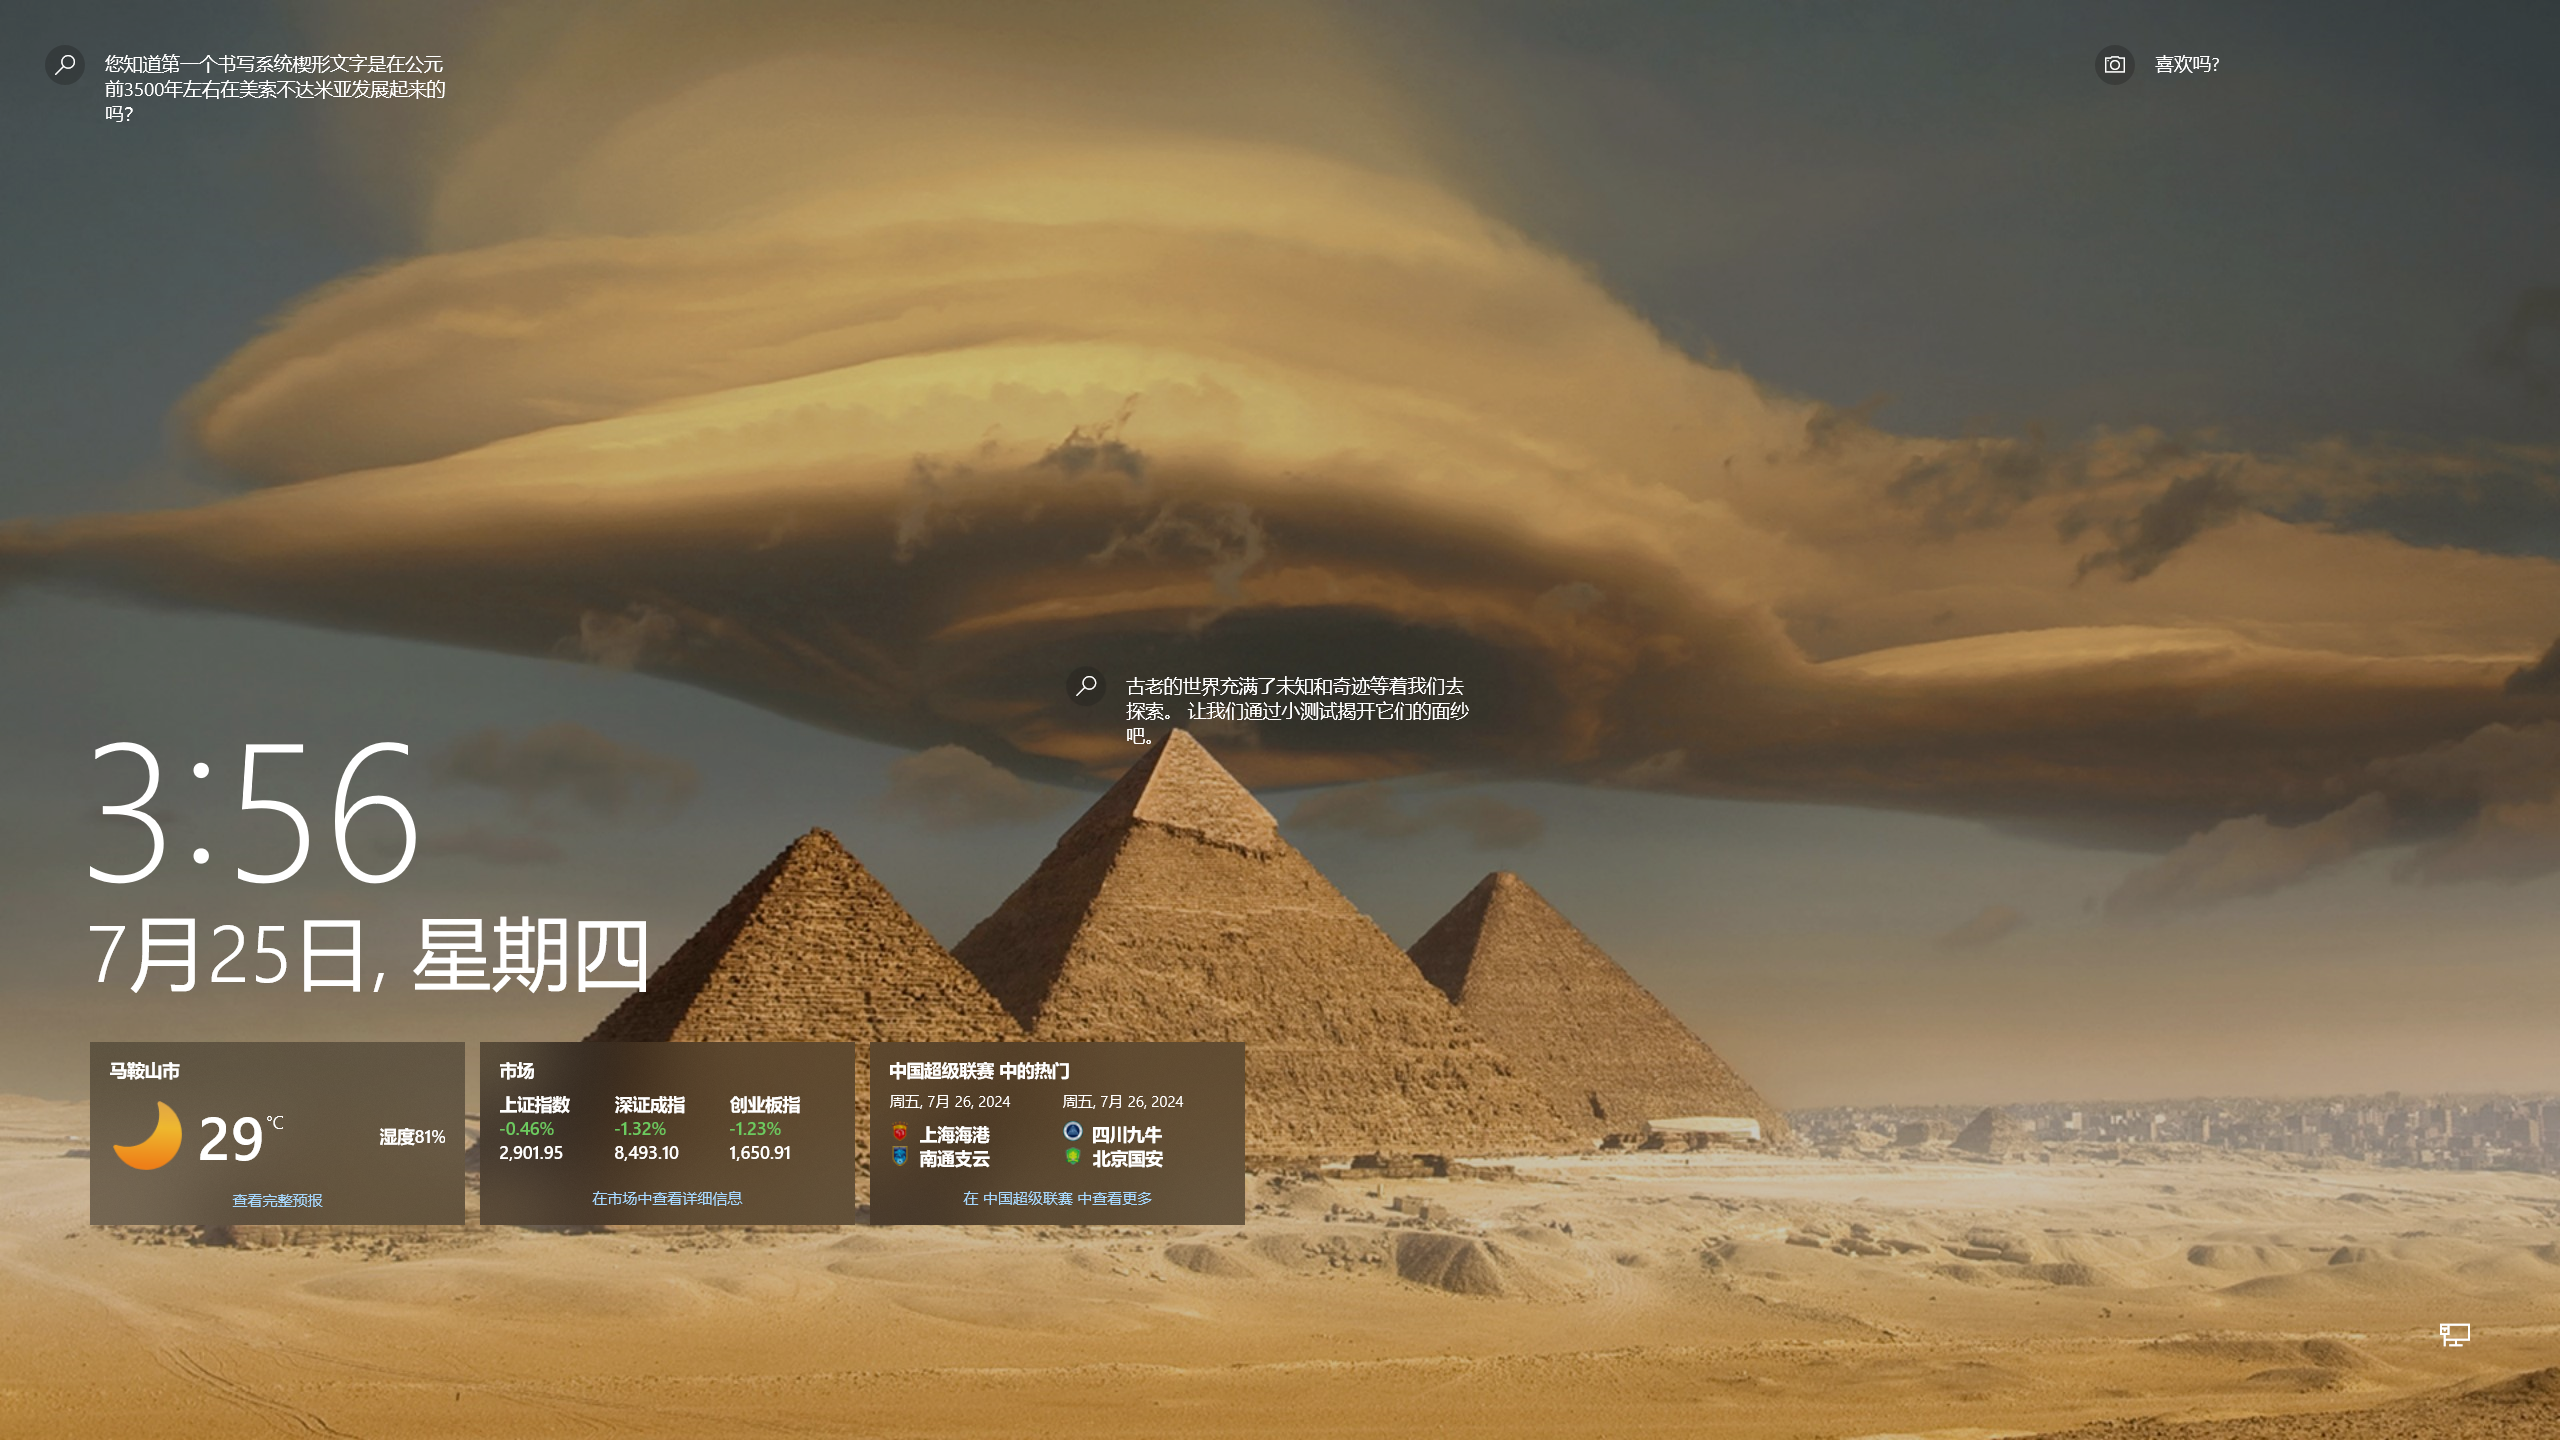 您知道第一个书写系统楔形文字是在公元
前3500年左右在美索不达米亚发展起来的
吗?
喜欢吗?
古老的世界充满了未知和奇迹等着我们去
探索。 让我们通过小测试揭开它们的面纱
吧。
3:56
7月25日, 星期四
马鞍山市
29 °C
湿度81%
查看完整预报
市场
上证指数 深证成指 创业板指
-0.46% -1.32% -1.23%
2,901.95 8,493.10 1,650.91
在市场中查看详细信息
中国超级联赛 中的热门
周五, 7月 26, 2024 周五, 7月 26, 2024
上海海港 四川九牛
南通支云 北京国安
在 中国超级联赛 中查看更多